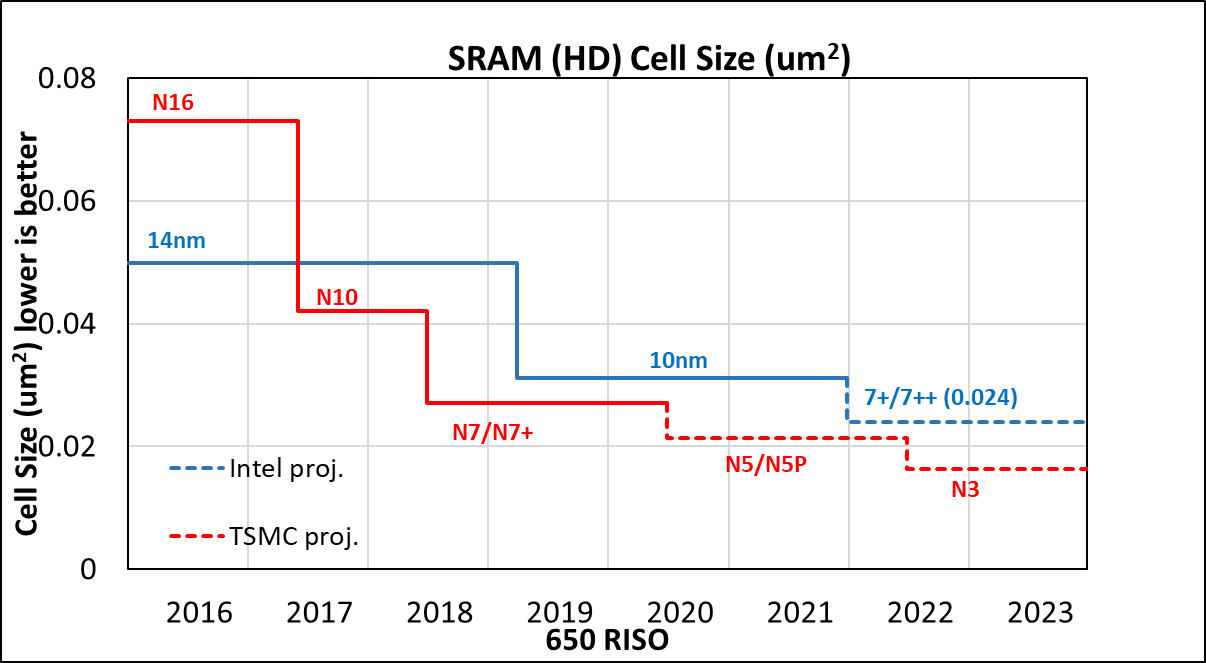 SRAM (HD) Cell Size (um²)
Cell Size (um²) lower is better
0.08
0.06
0.04
0.02
0
N16
14nm
N10
10nm
7+/7++ (0.024)
N7/N7+
N5/N5P
N3
Intel proj.
TSMC proj.
2016 2017 2018 2019 2020 2021 2022 2023
650 RISO